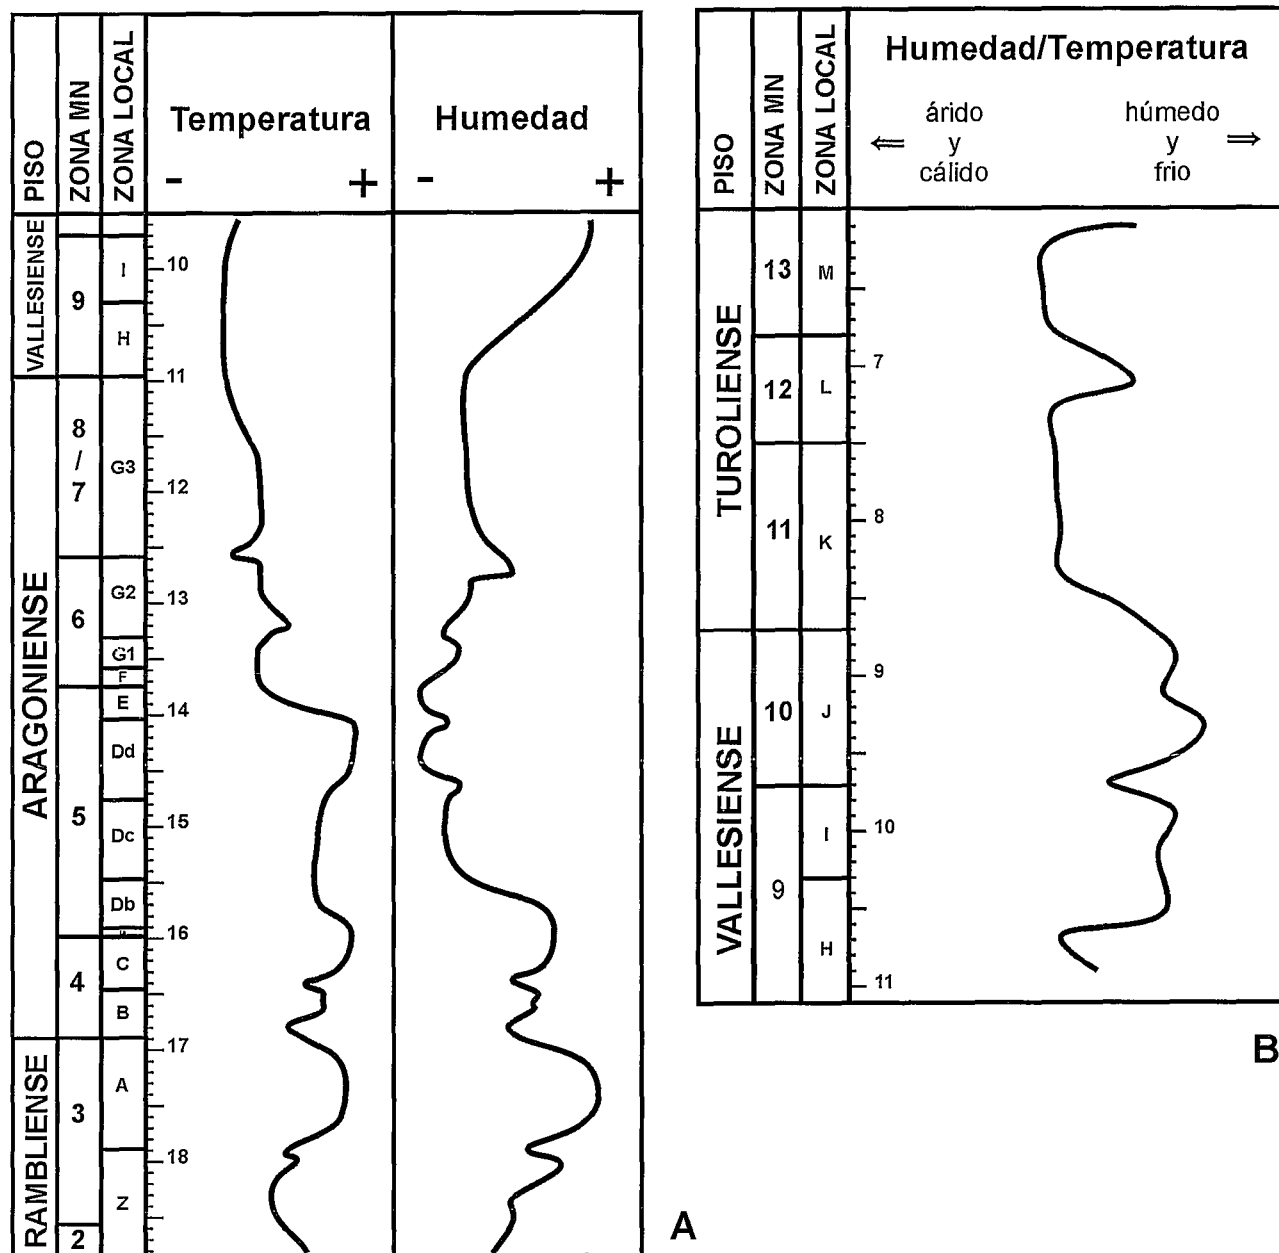 PISO
ZONA MN
ZONA LOCAL
Temperatura
- +
Humedad
- +
VALLESIENSE
ARAGONIENSE
RAMBLIENSE
9
8
/
7
6
5
4
3
2
I
H
G3
G2
G1
F
E
Dd
Dc
Db
C
B
A
Z
10
11
12
13
14
15
16
17
18
A
PISO
ZONA MN
ZONA LOCAL
Humedad/Temperatura
árido
y
cálido
húmedo
y
frio
TUROLIENSE
VALLESIENSE
13
12
11
10
9
M
L
K
J
I
H
7
8
9
10
11
B